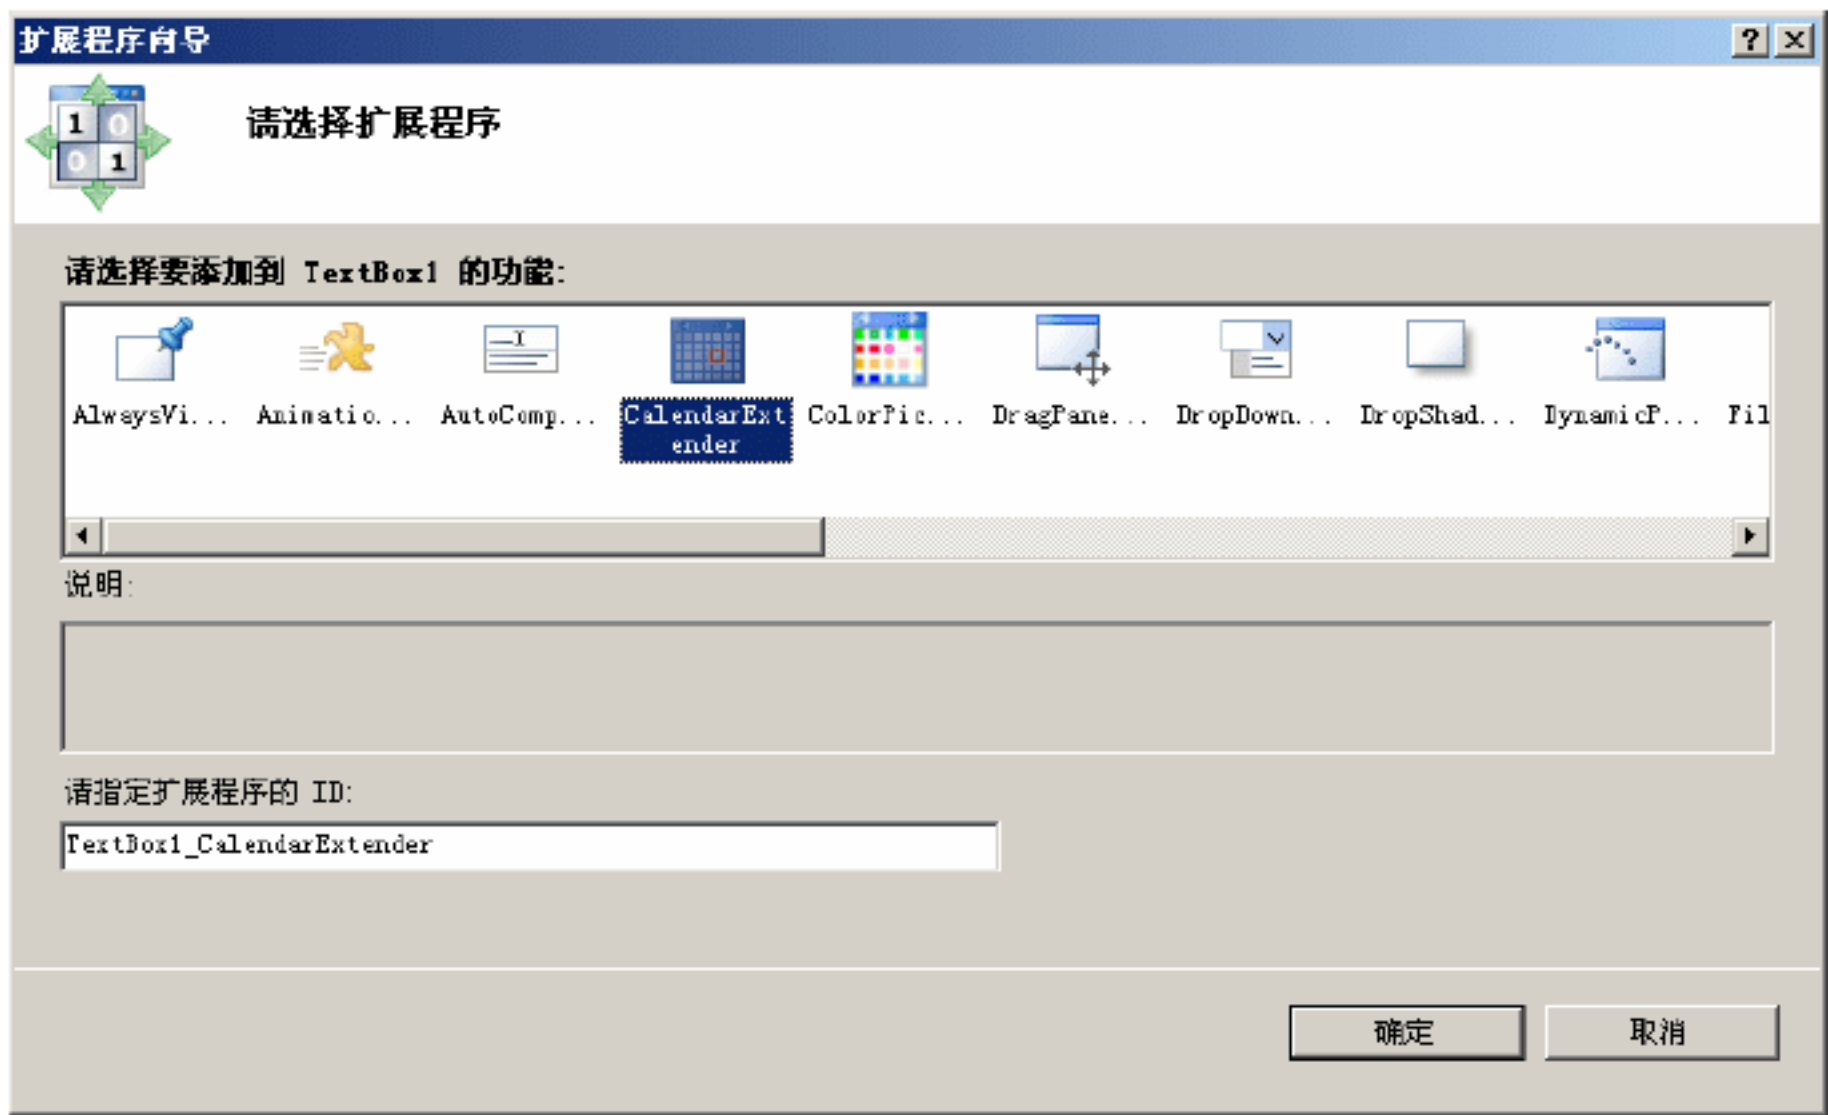 扩展程序向导
请选择扩展程序
请选择要添加到 TextBox1 的功能:
AlwaysVi... Animatio... AutoComp... CalendarExt ColorPic... DragPane... DropDown... DropShad... DynamicP... Fil
ender
说明:
请指定扩展程序的 ID:
TextBox1_CalendarExtender
确定 取消